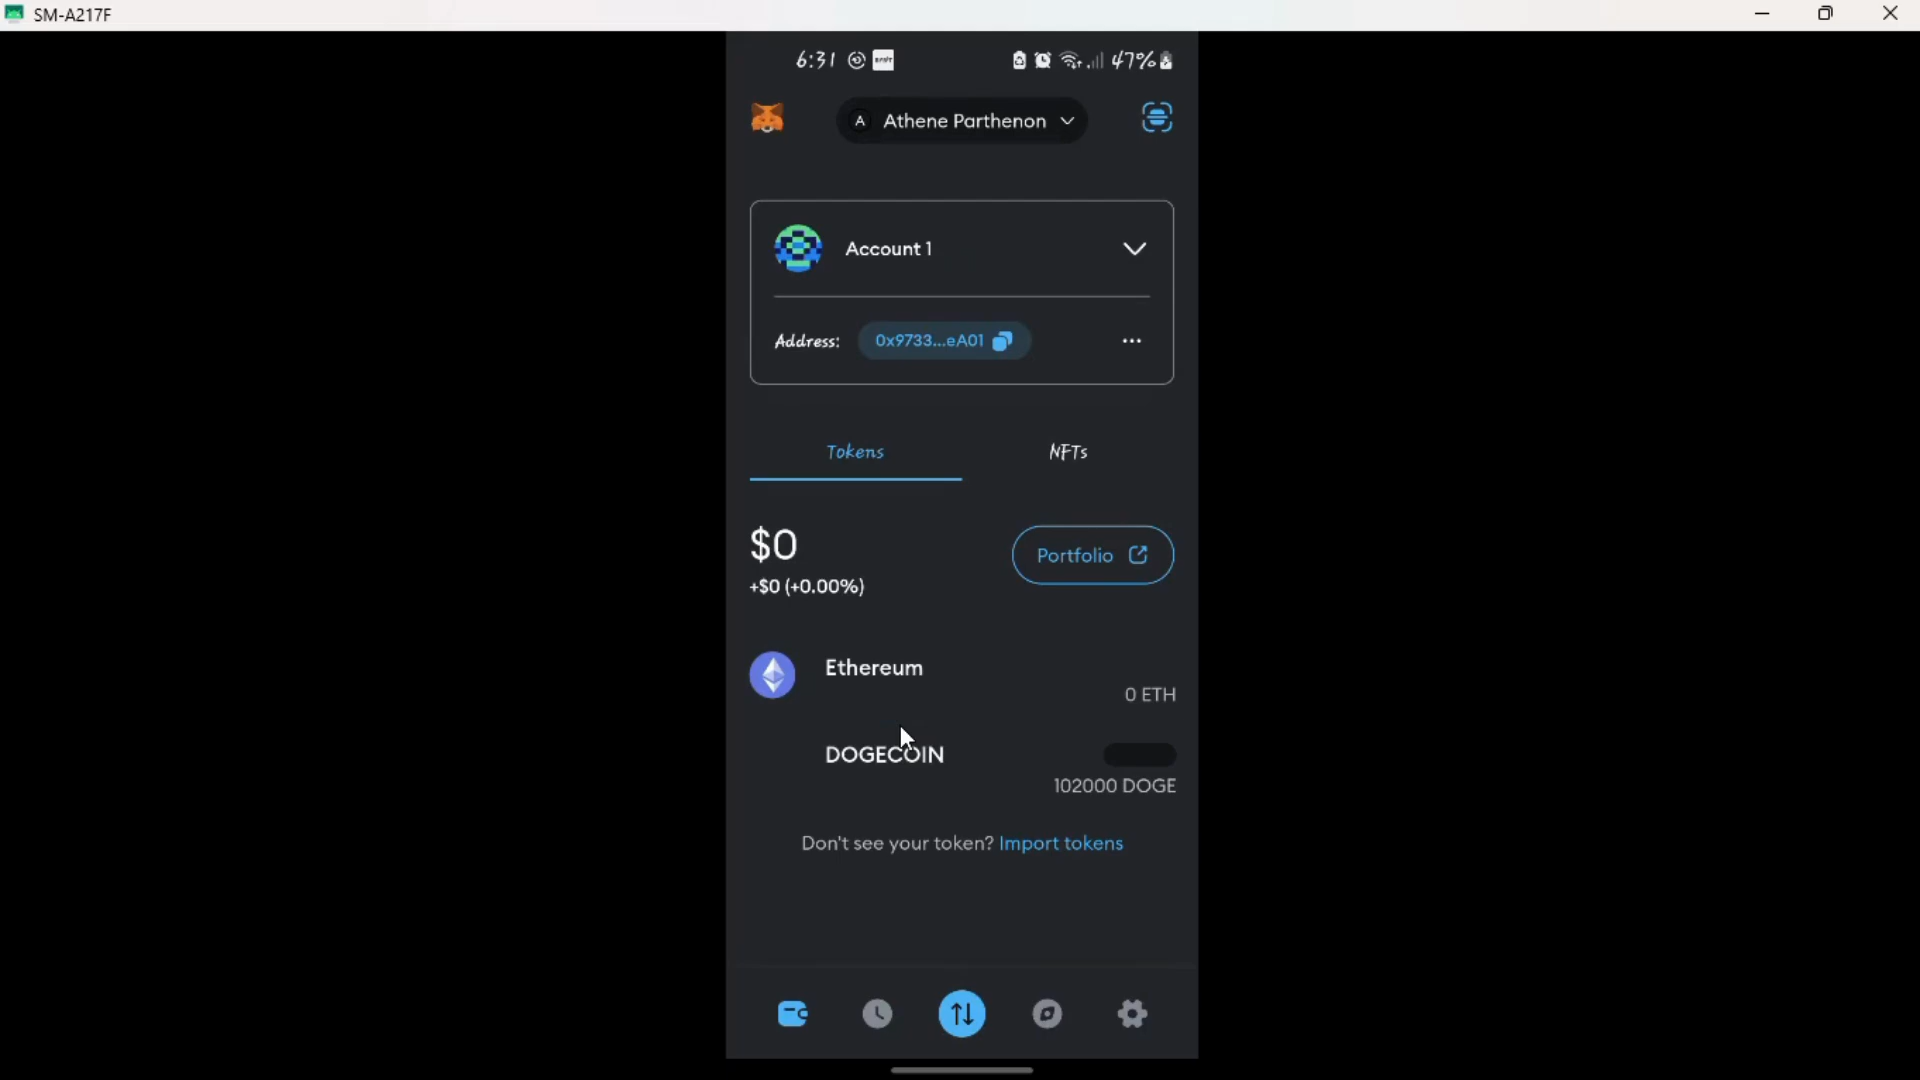 SM-A217F
6:31
47%
A Athene Parthenon
Account 1
Address: 0x9733...eA01
Tokens
NFTs
$0
+$0 (+0.00%)
Portfolio
Ethereum
0 ETH
DOGECOIN
102000 DOGE
Don't see your token? Import tokens